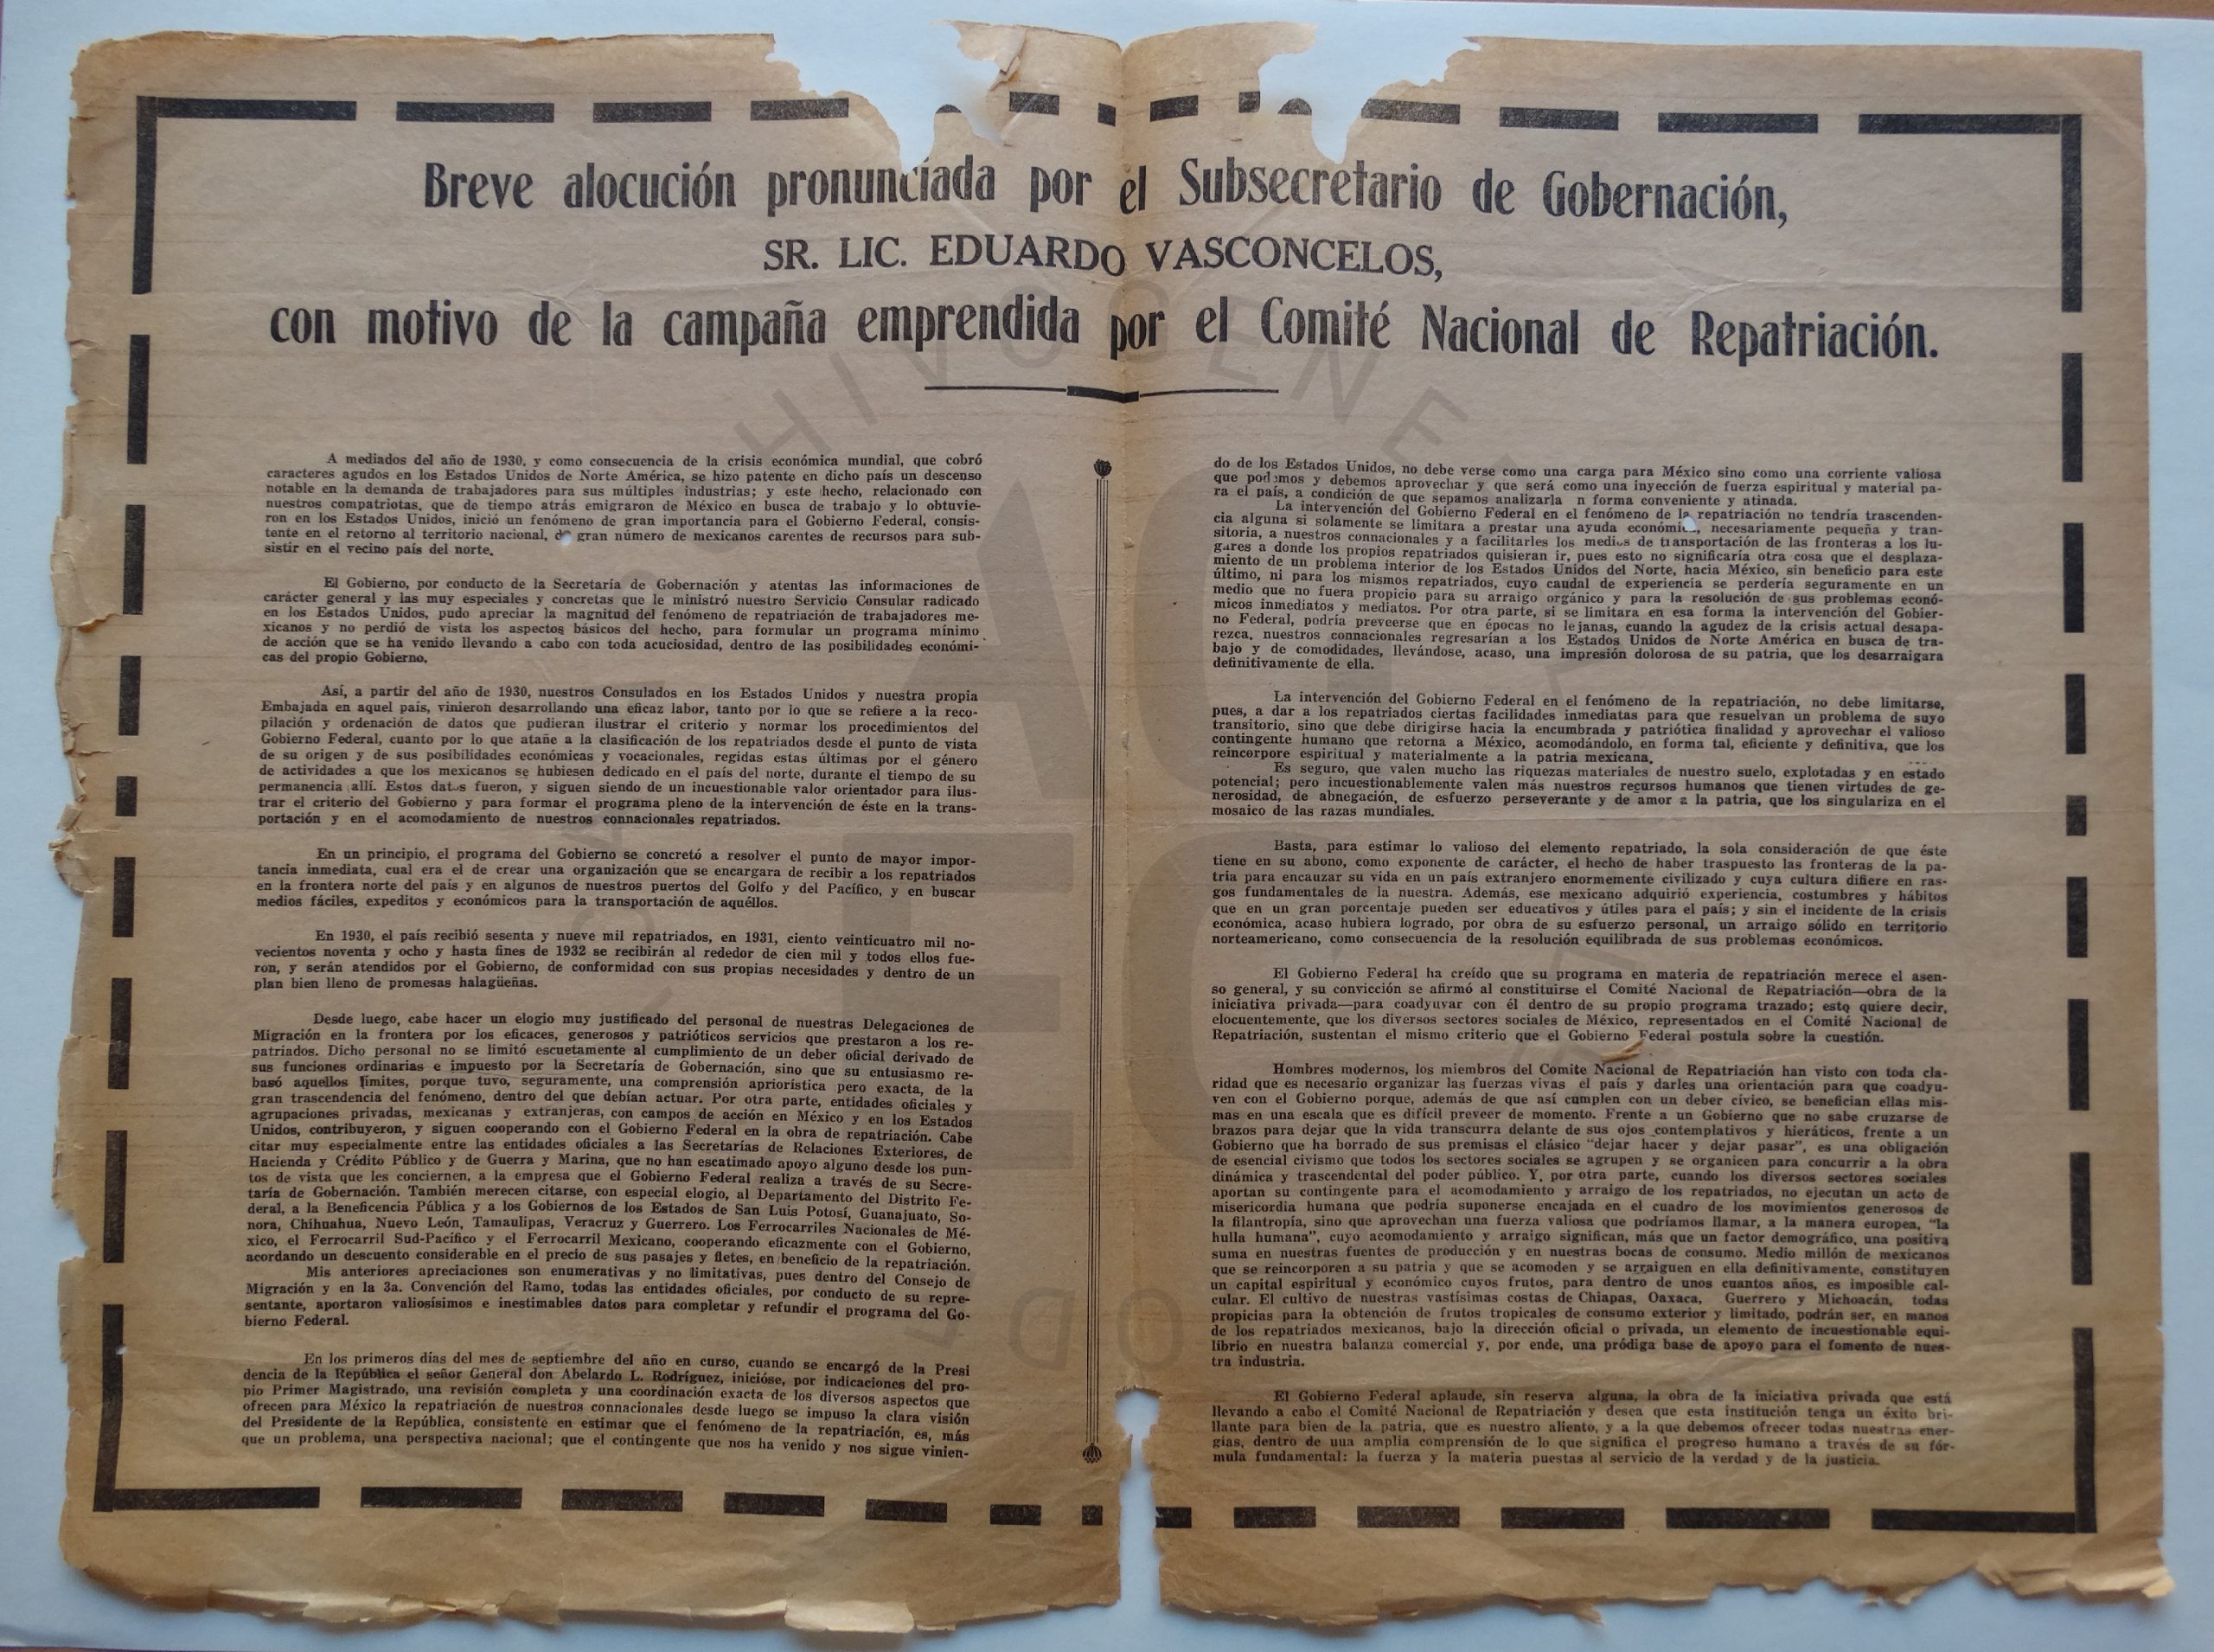 Breve alocución pronunciada por el Subsecretario de Gobernación,
SR. LIC. EDUARDO VASCONCELOS,
con motivo de la campaña emprendida por el Comité Nacional de Repatriación.
A mediados del año de 1930, y como consecuencia de la crisis económica mundial, que cobró
caracteres agudos en los Estados Unidos de Norte América, se hizo patente en dicho país un descenso
notable en la demanda de trabajadores para sus múltiples industrias; y este hecho, relacionado con
nuestros compatriotas, que de tiempo atrás emigraron de México en busca de trabajo y lo obtuvie-
ron en los Estados Unidos, inició un fenómeno de gran importancia para el Gobierno Federal, consis-
tente en el retorno al territorio nacional, de gran número de mexicanos carentes de recursos para sub-
sistir en el vecino país del norte.
El Gobierno, por conducto de la Secretaría de Gobernación y atentas las informaciones de
carácter general y las muy especiales y concretas que le ministró nuestro Servicio Consular radicado
en los Estados Unidos, pudo apreciar la magnitud del fenómeno de repatriación de trabajadores me-
xicanos y no perdió de vista los aspectos básicos del hecho, para formular un programa mínimo
de acción que se ha venido llevando a cabo con toda acuciosidad, dentro de las posibilidades económi-
cas del propio Gobierno.
Así, a partir del año de 1930, nuestros Consulados en los Estados Unidos y nuestra propia
Embajada en aquel país, vinieron desarrollando una eficaz labor, tanto por lo que se refiere a la reco-
pilación y ordenación de datos que pudieran ilustrar el criterio y normar los procedimientos del
Gobierno Federal, cuanto por lo que atañe a la clasificación de los repatriados desde el punto de vista
de su origen y de sus posibilidades económicas y vocacionales, regidas estas últimas por el género
de actividades a que los mexicanos se hubiesen dedicado en el país del norte, durante el tiempo de su
permanencia allí. Estos datos fueron, y siguen siendo de un incuestionable valor orientador para ilus-
trar el criterio del Gobierno y para formar el programa pleno de la intervención de éste en la trans-
portación y en el acomodamiento de nuestros connacionales repatriados.
En un principio, el programa del Gobierno se concretó a resolver el punto de mayor impor-
tancia inmediata, cual era el de crear una organización que se encargara de recibir a los repatriados
en la frontera norte del país y en algunos de nuestros puertos del Golfo y del Pacífico, y en buscar
medios fáciles, expeditos y económicos para la transportación de aquéllos.
En 1930, el país recibió sesenta y nueve mil repatriados, en 1931, ciento veinticuatro mil no-
vecientos noventa y ocho y hasta fines de 1932 se recibirán al rededor de cien mil y todos ellos fue-
ron, y serán atendidos por el Gobierno, de conformidad con sus propias necesidades y dentro de un
plan bien lleno de promesas halagüeñas.
Desde luego, cabe hacer un elogio muy justificado del personal de nuestras Delegaciones de
Migración en la frontera por los eficaces, generosos y patrióticos servicios que prestaron a los re-
patriados. Dicho personal no se limitó escuetamente al cumplimiento de un deber oficial derivado de
sus funciones ordinarias e impuesto por la Secretaría de Gobernación, sino que su entusiasmo re-
basó aquellos límites, porque tuvo, seguramente, una comprensión apriorística pero exacta, de la
gran trascendencia del fenómeno, dentro del que debían actuar. Por otra parte, entidades oficiales y
agrupaciones privadas, mexicanas y extranjeras, con campos de acción en México y en los Estados
Unidos, contribuyeron, y siguen cooperando con el Gobierno Federal en la obra de repatriación. Cabe
citar muy especialmente entre las entidades oficiales a las Secretarías de Relaciones Exteriores, de
Hacienda y Crédito Público y de Guerra y Marina, que no han escatimado apoyo alguno desde los pun-
tos de vista que les conciernen, a la empresa que el Gobierno Federal realiza a través de su Secre-
taría de Gobernación. También merecen citarse, con especial elogio, al Departamento del Distrito Fe-
deral, a la Beneficencia Pública y a los Gobiernos de los Estados de San Luis Potosí, Guanajuato, So-
nora, Chihuahua, Nuevo León, Tamaulipas, Veracruz y Guerrero. Los Ferrocarriles Nacionales de Mé-
xico, el Ferrocarril Sud-Pacífico y el Ferrocarril Mexicano, cooperando eficazmente con el Gobierno,
acordando un descuento considerable en el precio de sus pasajes y fletes, en beneficio de la repatriación.
Mis anteriores apreciaciones son enumerativas y no limitativas, pues dentro del Consejo de
Migración y en la 3a. Convención del Ramo, todas las entidades oficiales, por conducto de su repre-
sentante, aportaron valiosísimos e inestimables datos para completar y refundir el programa del Go-
bierno Federal.
En los primeros días del mes de septiembre del año en curso, cuando se encargó de la Presi
dencia de la República el señor General don Abelardo L. Rodríguez, inicióse, por indicaciones del pro-
pio Primer Magistrado, una revisión completa y una coordinación exacta de los diversos aspectos que
ofrecen para México la repatriación de nuestros connacionales desde luego se impuso la clara visión
del Presidente de la República, consistente en estimar que el fenómeno de la repatriación, es, más
que un problema, una perspectiva nacional; que el contingente que nos ha venido y nos sigue vinien-
do de los Estados Unidos, no debe verse como una carga para México sino como una corriente valiosa
que podemos y debemos aprovechar y que será como una inyección de fuerza espiritual y material pa-
ra el país, a condición de que sepamos analizarla n forma conveniente y atinada.
La intervención del Gobierno Federal en el fenómeno de la repatriación no tendría trascenden-
cia alguna si solamente se limitara a prestar una ayuda económica, necesariamente pequeña y tran-
sitoria, a nuestros connacionales y a facilitarles los medios de transportación de las fronteras a los lu-
gares a donde los propios repatriados quisieran ir, pues esto no significaría otra cosa que el desplaza-
miento de un problema interior de los Estados Unidos del Norte, hacia México, sin beneficio para este
último, ni para los mismos repatriados, cuyo caudal de experiencia se perdería seguramente en un
medio que no fuera propicio para su arraigo orgánico y para la resolución de sus problemas econó-
micos inmediatos y mediatos. Por otra parte, si se limitara en esa forma la intervención del Gobier-
no Federal, podría preveerse que en épocas no lejanas, cuando la agudez de la crisis actual desapa-
rezca, nuestros connacionales regresarían a los Estados Unidos de Norte América en busca de tra-
bajo y de comodidades, llevándose, acaso, una impresión dolorosa de su patria, que los desarraigara
definitivamente de ella.
La intervención del Gobierno Federal en el fenómeno de la repatriación, no debe limitarse,
pues, a dar a los repatriados ciertas facilidades inmediatas para que resuelvan un problema de suyo
transitorio, sino que debe dirigirse hacia la encumbrada y patriótica finalidad y aprovechar el valioso
contingente humano que retorna a México, acomodándolo, en forma tal, eficiente y definitiva, que los
reincorpore espiritual y materialmente a la patria mexicana.
Es seguro, que valen mucho las riquezas materiales de nuestro suelo, explotadas y en estado
potencial; pero incuestionablemente valen más nuestros recursos humanos que tienen virtudes de ge-
nerosidad, de abnegación, de esfuerzo perseverante y de amor a la patria, que los singulariza en el
mosaico de las razas mundiales.
Basta, para estimar lo valioso del elemento repatriado, la sola consideración de que éste
tiene en su abono, como exponente de carácter, el hecho de haber traspuesto las fronteras de la pa-
tria para encauzar su vida en un país extranjero enormemente civilizado y cuya cultura difiere en ras-
gos fundamentales de la nuestra. Además, ese mexicano adquirió experiencia, costumbres y hábitos
que en un gran porcentaje pueden ser educativos y útiles para el país; y sin el incidente de la crisis
económica, acaso hubiera logrado, por obra de su esfuerzo personal, un arraigo sólido en territorio
norteamericano, como consecuencia de la resolución equilibrada de sus problemas económicos.
El Gobierno Federal ha creído que su programa en materia de repatriación merece el asen-
so general, y su convicción se afirmó al constituirse el Comité Nacional de Repatriación—obra de la
iniciativa privada—para coadyuvar con él dentro de su propio programa trazado; esto quiere decir,
elocuentemente, que los diversos sectores sociales de México, representados en el Comité Nacional de
Repatriación, sustentan el mismo criterio que el Gobierno Federal postula sobre la cuestión.
Hombres modernos, los miembros del Comite Nacional de Repatriación han visto con toda cla-
ridad que es necesario organizar las fuerzas vivas el país y darles una orientación para que coadyu-
ven con el Gobierno porque, además de que así cumplen con un deber cívico, se benefician ellas mis-
mas en una escala que es difícil preveer de momento. Frente a un Gobierno que no sabe cruzarse de
brazos para dejar que la vida transcurra delante de sus ojos contemplativos y hieráticos, frente a un
Gobierno que ha borrado de sus premisas el clásico "dejar hacer y dejar pasar", es una obligación
de esencial civismo que todos los sectores sociales se agrupen y se organicen para concurrir a la obra
dinámica y trascendental del poder público. Y, por otra parte, cuando los diversos sectores sociales
aportan su contingente para el acomodamiento y arraigo de los repatriados, no ejecutan un acto de
misericordia humana que podría suponerse encajada en el cuadro de los movimientos generosos de
la filantropía, sino que aprovechan una fuerza valiosa que podríamos llamar, a la manera europea, "la
hulla humana", cuyo acomodamiento y arraigo significan, más que un factor demográfico, una positiva
suma en nuestras fuentes de producción y en nuestras bocas de consumo. Medio millón de mexicanos
que se reincorporen a su patria y que se acomoden y se arraiguen en ella definitivamente, constituyen
un capital espiritual y económico cuyos frutos, para dentro de unos cuantos años, es imposible cal-
cular. El cultivo de nuestras vastísimas costas de Chiapas, Oaxaca, Guerrero y Michoacán, todas
propicias para la obtención de frutos tropicales de consumo exterior y limitado, podrán ser, en manos
de los repatriados mexicanos, bajo la dirección oficial o privada, un elemento de incuestionable equi-
librio en nuestra balanza comercial y, por ende, una pródiga base de apoyo para el fomento de nues-
tra industria.
El Gobierno Federal aplaude, sin reserva alguna, la obra de la iniciativa privada que está
llevando a cabo el Comité Nacional de Repatriación y desea que esta institución tenga un éxito bri-
llante para bien de la patria, que es nuestro aliento, y a la que debemos ofrecer todas nuestras ener-
gías, dentro de una amplia comprensión de lo que significa el progreso humano a través de su fór-
mula fundamental: la fuerza y la materia puestas al servicio de la verdad y de la justicia.